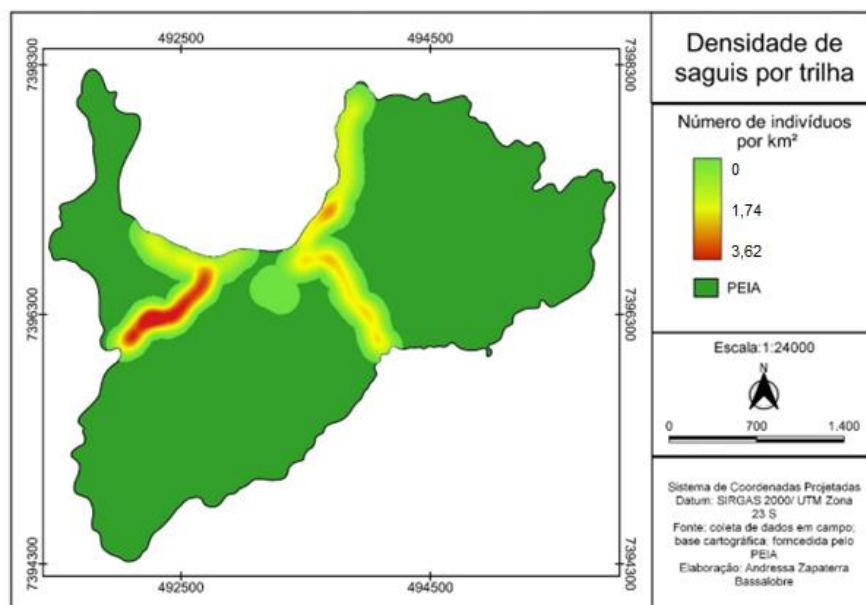 492500
494500
7398300
7398300
7396300
7396300
7394300
7394300
492500
494500
Densidade de
saguis por trilha
Número de indivíduos
por km²
0
1,74
3,62
PEIA
Escala:1:24000
N
0 700 1.400
Sistema de Coordenadas Projetadas
Datum: SIRGAS 2000/ UTM Zona
23 S
Fonte: coleta de dados em campo;
base cartográfica: forncedida pelo
PEIA
Elaboração: Andressa Zapaterra
Bassalobre